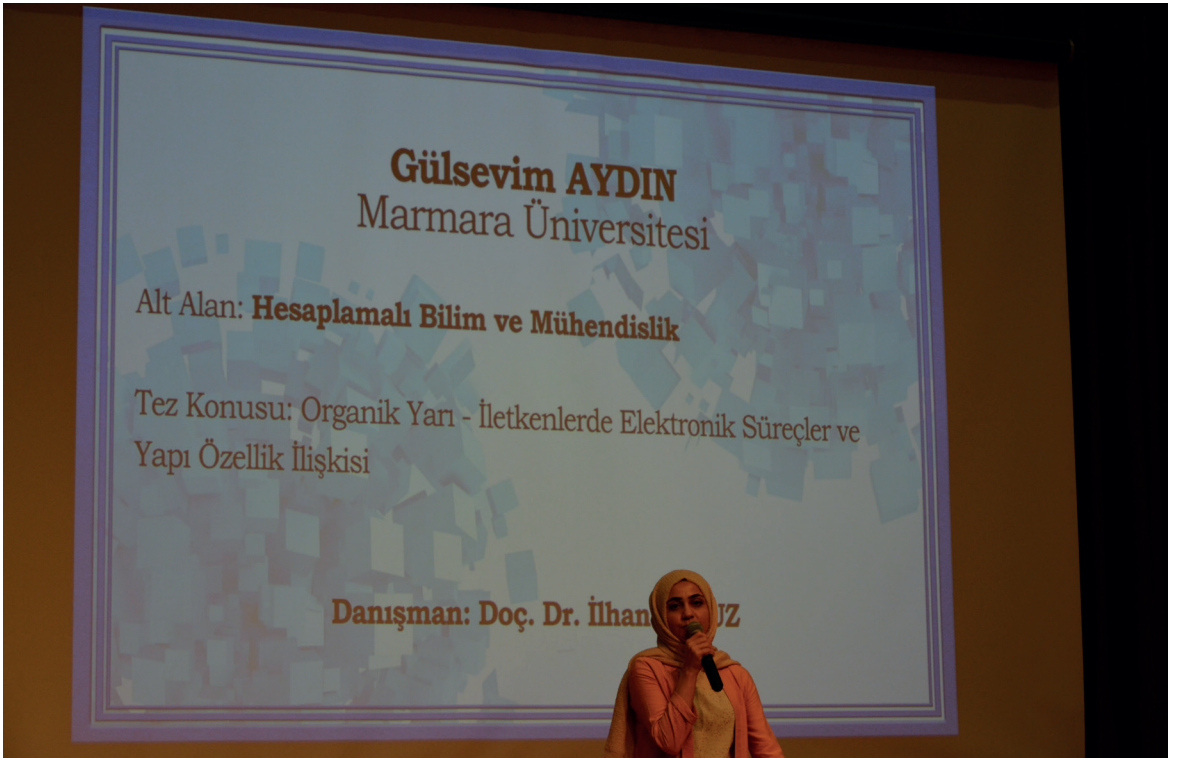 Gülsevim AYDIN
Marmara Üniversitesi
Alt Alan: Hesaplamalı Bilim ve Mühendislik
Tez Konusu: Organik Yarı - İletkenlerde Elektronik Süreçler ve
Yapı Özellik İlişkisi
Danışman: Doç. Dr. İlhan